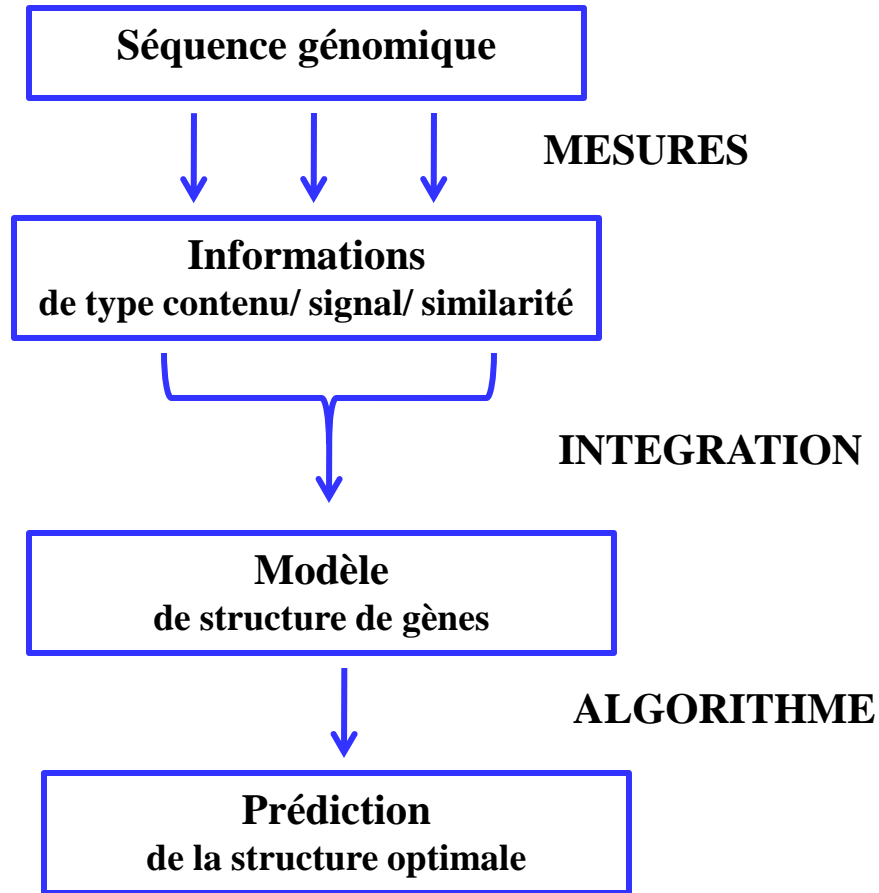 Séquence génomique
MESURES
Informations
de type contenu/ signal/ similarité
INTEGRATION
Modèle
de structure de gènes
ALGORITHME
Prédiction
de la structure optimale